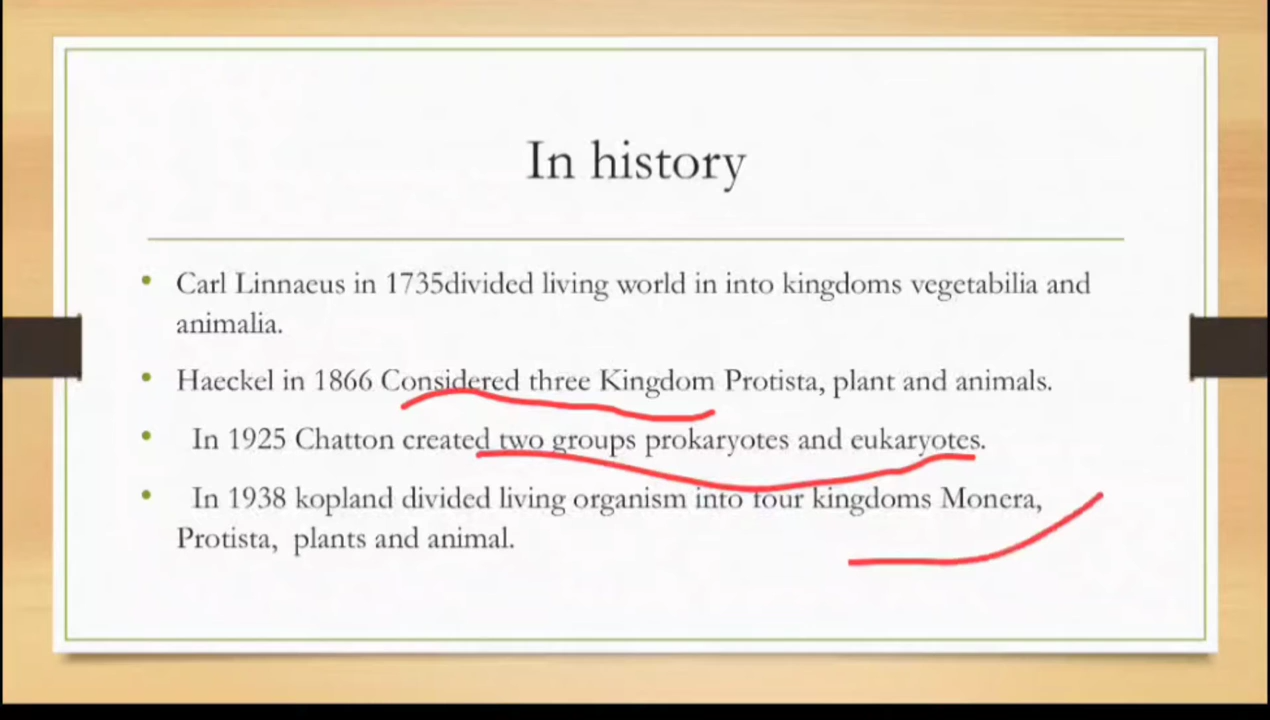 In history
• Carl Linnaeus in 1735divided living world in into kingdoms vegetabilia and
animalia.
• Haeckel in 1866 Considered three Kingdom Protista, plant and animals.
• In 1925 Chatton created two groups prokaryotes and eukaryotes.
• In 1938 kopland divided living organism into four kingdoms Monera,
Protista, plants and animal.